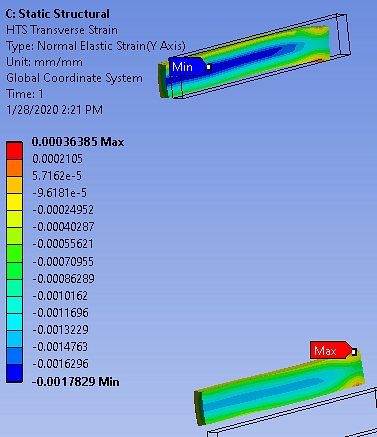 C: Static Structural
HTS Transverse Strain
Type: Normal Elastic Strain(Y Axis)
Unit: mm/mm
Global Coordinate System
Time: 1
1/28/2020 2:21 PM
Min
0.00036385 Max
0.0002105
5.7162e-5
-9.6181e-5
-0.00024952
-0.00040287
-0.00055621
-0.00070955
-0.00086289
-0.0010162
-0.0011696
-0.0013229
-0.0014763
-0.0016296
-0.0017829 Min
Max